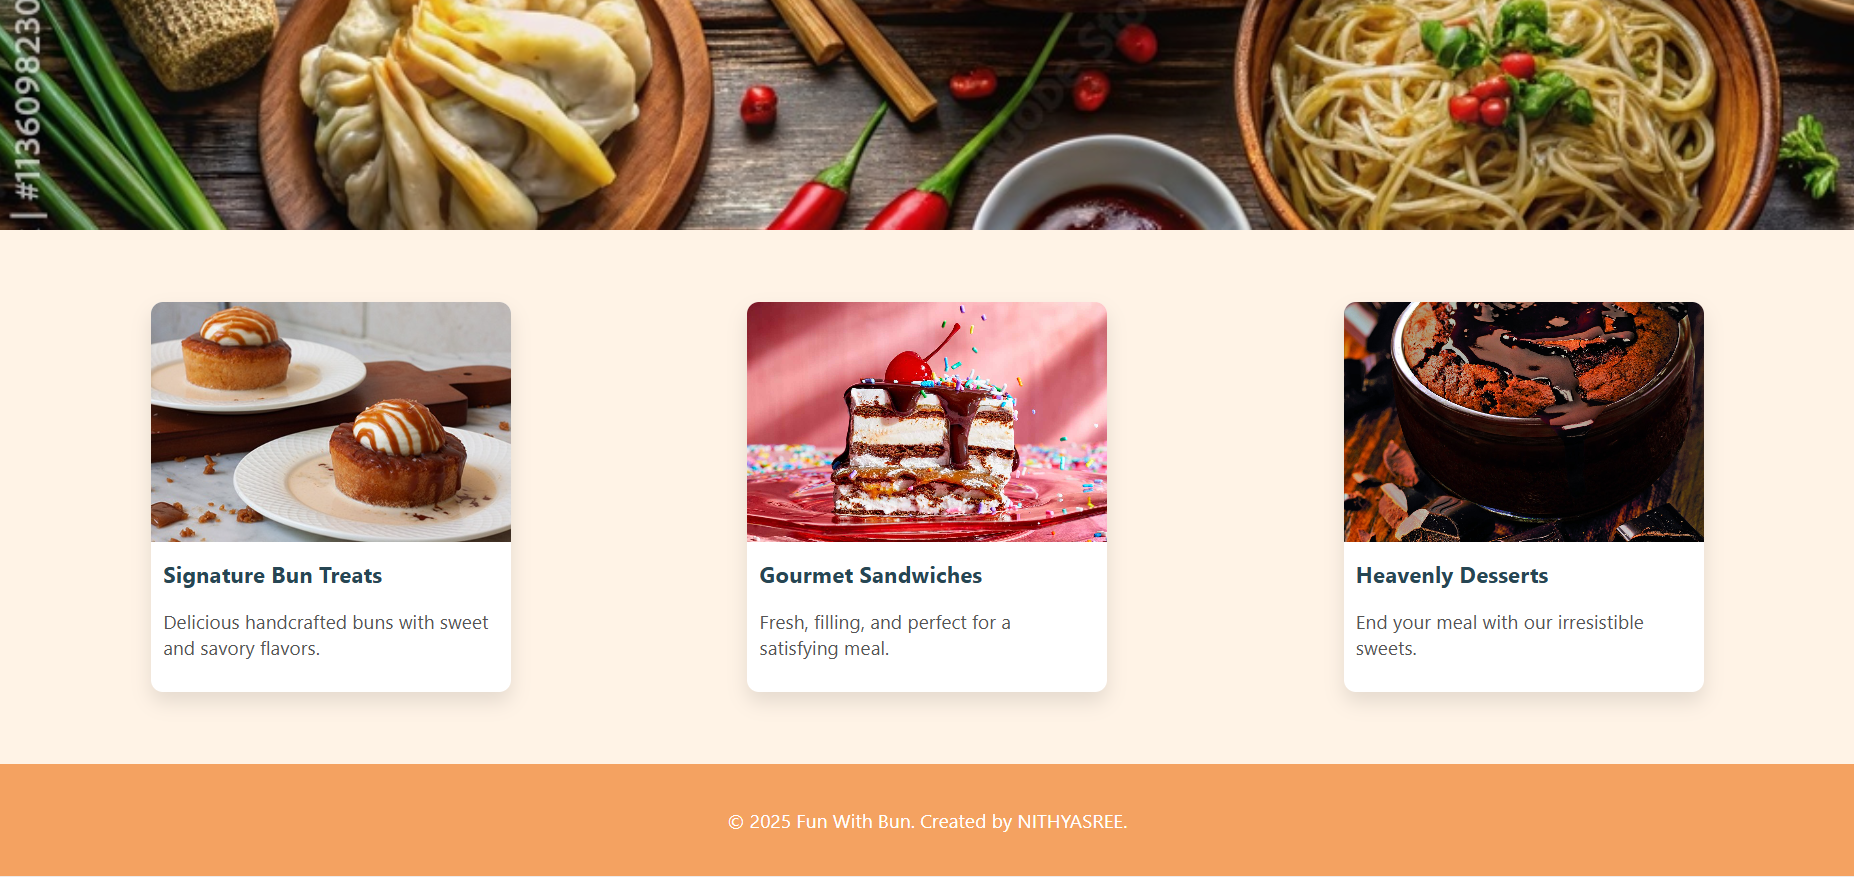 | #1136098230
Signature Bun Treats
Delicious handcrafted buns with sweet
and savory flavors.
Gourmet Sandwiches
Fresh, filling, and perfect for a
satisfying meal.
Heavenly Desserts
End your meal with our irresistible
sweets.
© 2025 Fun With Bun. Created by NITHYASREE.